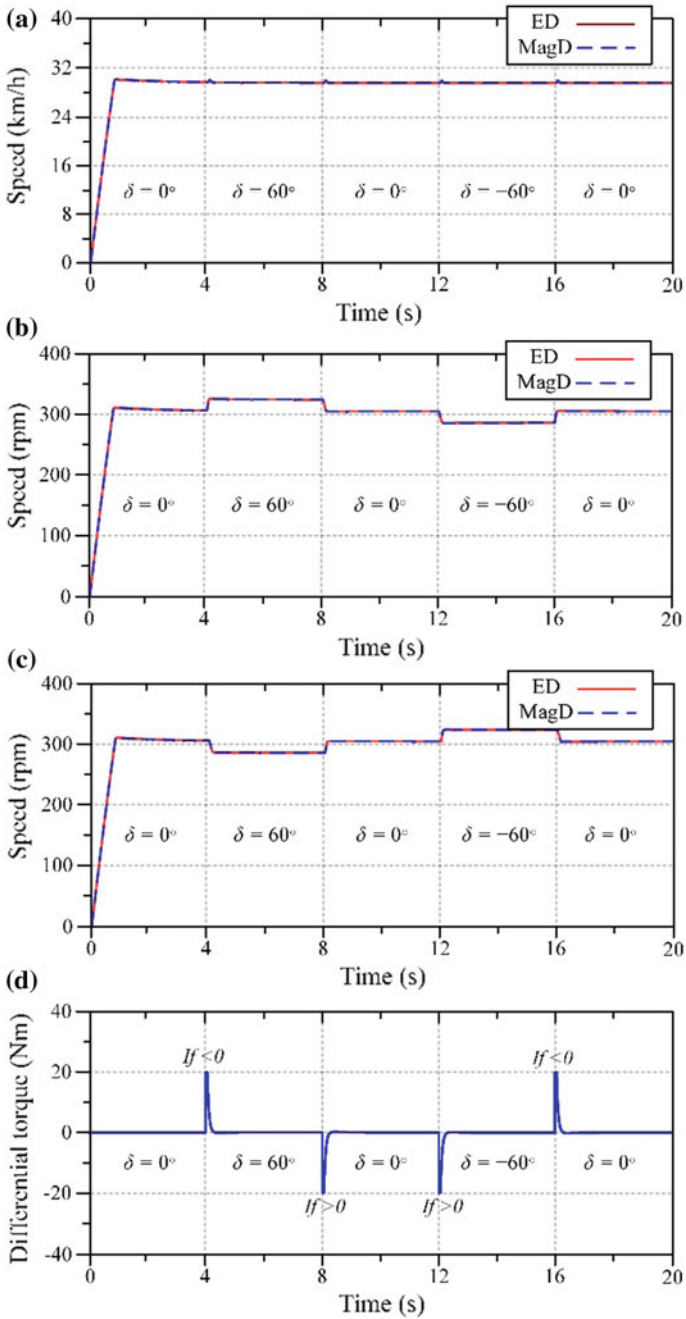 (a)
40
32
24
16
8
0
Speed (km/h)
ED
MagD
δ = 0° δ = 60° δ = 0° δ = −60° δ = 0°
0 4 8 12 16 20
Time (s)
(b)
400
300
200
100
0
Speed (rpm)
ED
MagD
δ = 0° δ = 60° δ = 0° δ = −60° δ = 0°
0 4 8 12 16 20
Time (s)
(c)
400
300
200
100
0
Speed (rpm)
ED
MagD
δ = 0° δ = 60° δ = 0° δ = −60° δ = 0°
0 4 8 12 16 20
Time (s)
(d)
40
20
0
-20
-40
Differential torque (Nm)
If <0 If <0
δ = 0° δ = 60° δ = 0° δ = −60° δ = 0°
If >0 If >0
0 4 8 12 16 20
Time (s)